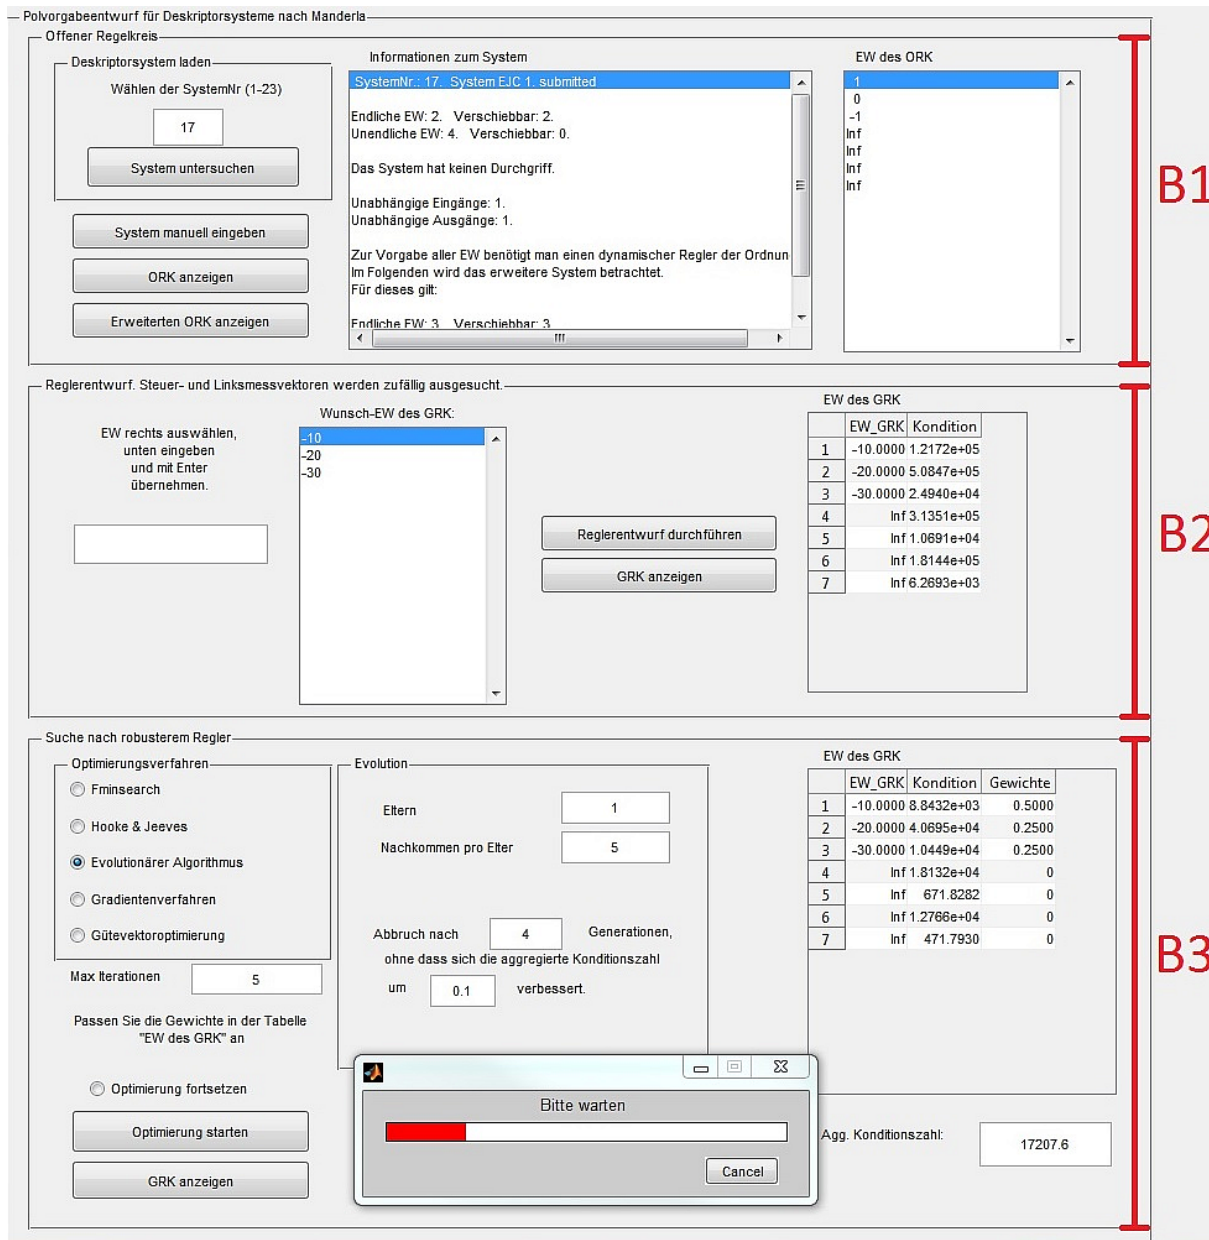 Polvorgabeentwurf für Deskriptorsysteme nach Manderla
Offener Regelkreis
Deskriptorsystem laden
Wählen der SystemNr (1-23)
17
System untersuchen
System manuell eingeben
ORK anzeigen
Erweiterten ORK anzeigen
Informationen zum System
SystemNr.: 17. System EJC 1. submitted
Endliche EW: 2. Verschiebbar: 2.
Unendliche EW: 4. Verschiebbar: 0.
Das System hat keinen Durchgriff.
Unabhängige Eingänge: 1.
Unabhängige Ausgänge: 1.
Zur Vorgabe aller EW benötigt man einen dynamischer Regler der Ordnun
Im Folgenden wird das erweitere System betrachtet.
Für dieses gilt:
Endliche EW: 3 Verschiebbar: 3
EW des ORK
1
0
-1
Inf
Inf
Inf
Inf
B1
Reglerentwurf. Steuer- und Linksmessvektoren werden zufällig ausgesucht.
EW rechts auswählen,
unten eingeben
und mit Enter
übernehmen.
Wunsch-EW des GRK:
-10
-20
-30
Reglerentwurf durchführen
GRK anzeigen
EW des GRK
EW_GRK Kondition
1 -10.0000 1.2172e+05
2 -20.0000 5.0847e+05
3 -30.0000 2.4940e+04
4 Inf 3.1351e+05
5 Inf 1.0691e+04
6 Inf 1.8144e+05
7 Inf 6.2693e+03
B2
Suche nach robusterem Regler
Optimierungsverfahren
Fminsearch
Hooke & Jeeves
Evolutionärer Algorithmus
Gradientenverfahren
Gütevektoroptimierung
Max Iterationen 5
Passen Sie die Gewichte in der Tabelle
"EW des GRK" an
Optimierung fortsetzen
Optimierung starten
GRK anzeigen
Evolution
Eltern 1
Nachkommen pro Elter 5
Abbruch nach 4 Generationen,
ohne dass sich die aggregierte Konditionszahl
um 0.1 verbessert.
Bitte warten
Cancel
EW des GRK
EW_GRK Kondition Gewichte
1 -10.0000 8.8432e+03 0.5000
2 -20.0000 4.0695e+04 0.2500
3 -30.0000 1.0449e+04 0.2500
4 Inf 1.8132e+04 0
5 Inf 671.8282 0
6 Inf 1.2766e+04 0
7 Inf 471.7930 0
Agg. Konditionszahl: 17207.6
B3